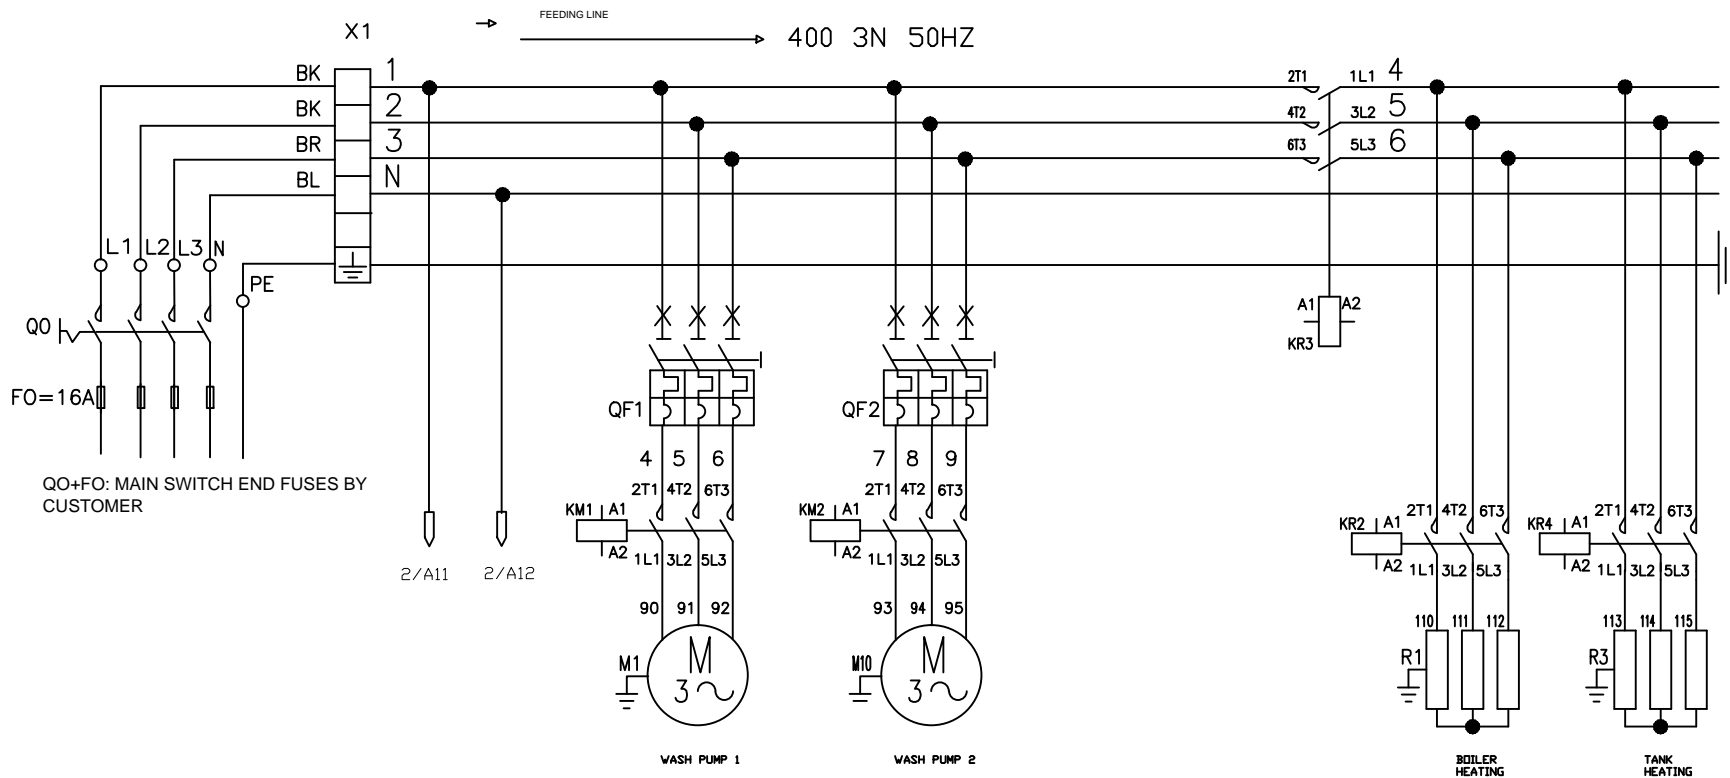 FEEDING LINE
X1
400 3N 50HZ
BK 1
BK 2
BR 3
BL N
2T1 1L1 4
4T2 3L2 5
6T3 5L3 6
L1 L2 L3 N
PE
A1 A2
KR3
QO
FO=16A
QF1
QF2
4 5 6
7 8 9
QO+FO: MAIN SWITCH END FUSES BY
CUSTOMER
2T1 4T2 6T3
KM1 A1
A2
1L1 3L2 5L3
2T1 4T2 6T3
KM2 A1
A2
1L1 3L2 5L3
2T1 4T2 6T3
KR2 A1
A2
1L1 3L2 5L3
2T1 4T2 6T3
KR4 A1
A2
1L1 3L2 5L3
2/A11
2/A12
90 91 92
93 94 95
110 111 112
113 114 115
M1
M
3
M10
M
3
R1
R3
WASH PUMP 1
WASH PUMP 2
BOILER
HEATING
TANK
HEATING